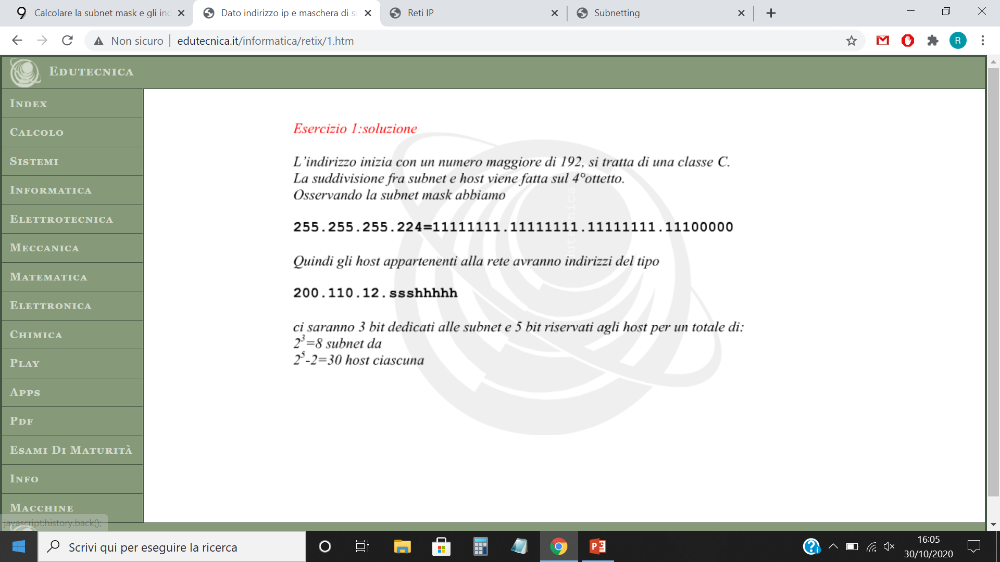 Calcolare la subnet mask e gli ind
Dato indirizzo ip e maschera di so
Reti IP
Subnetting
Non sicuro
edutecnica.it/informatica/retix/1.htm
R
EDUTECNICA
INDEX
CALCOLO
SISTEMI
INFORMATICA
ELETTROTECNICA
MECCANICA
MATEMATICA
ELETTRONICA
CHIMICA
PLAY
APPS
PDF
ESAMI DI MATURITÀ
INFO
MACCHINE
javascript:history.back();
Esercizio 1:soluzione
L'indirizzo inizia con un numero maggiore di 192, si tratta di una classe C.
La suddivisione fra subnet e host viene fatta sul 4°ottetto.
Osservando la subnet mask abbiamo
255.255.255.224=11111111.11111111.11111111.11100000
Quindi gli host appartenenti alla rete avranno indirizzi del tipo
200.110.12.ssshhhhh
ci saranno 3 bit dedicati alle subnet e 5 bit riservati agli host per un totale di:
2³=8 subnet da
2⁵-2=30 host ciascuna
edutecnica
Scrivi qui per eseguire la ricerca
16:05
30/10/2020